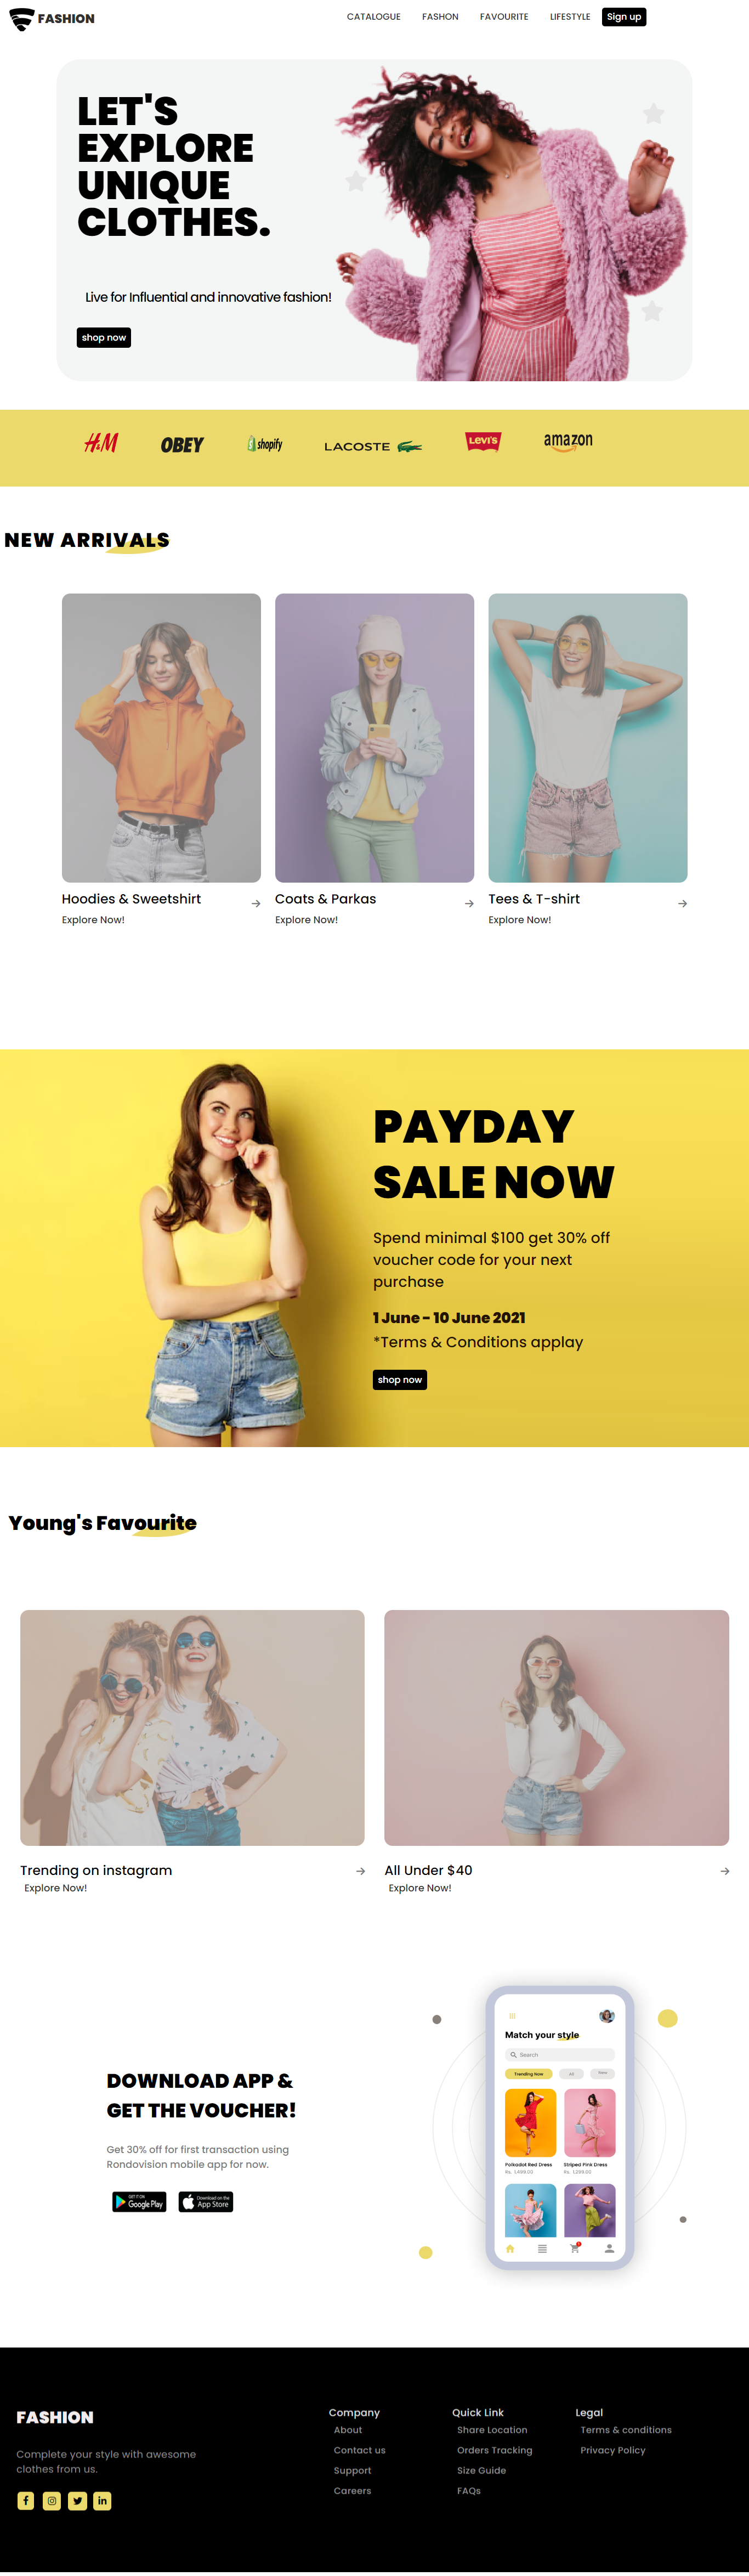 FASHION
CATALOGUE FASHON FAVOURITE LIFESTYLE Sign up
LET'S
EXPLORE
UNIQUE
CLOTHES.
Live for Influential and innovative fashion!
shop now
H&M OBEY shopify LACOSTE LEVI'S amazon
NEW ARRIVALS
Hoodies & Sweetshirt
Explore Now!
Coats & Parkas
Explore Now!
Tees & T-shirt
Explore Now!
PAYDAY
SALE NOW
Spend minimal $100 get 30% off
voucher code for your next
purchase
1 June - 10 June 2021
*Terms & Conditions applay
shop now
Young's Favourite
Trending on instagram
Explore Now!
All Under $40
Explore Now!
DOWNLOAD APP &
GET THE VOUCHER!
Get 30% off for first transaction using
Rondovision mobile app for now.
GET IT ON
Google Play
Download on the
App Store
Match your style
Search
Trending Now All New
Polkadot Red Dress
Rs. 1,499.00
Striped Pink Dress
Rs. 1,299.00
FASHION
Complete your style with awesome
clothes from us.
Company
About
Contact us
Support
Careers
Quick Link
Share Location
Orders Tracking
Size Guide
FAQs
Legal
Terms & conditions
Privacy Policy